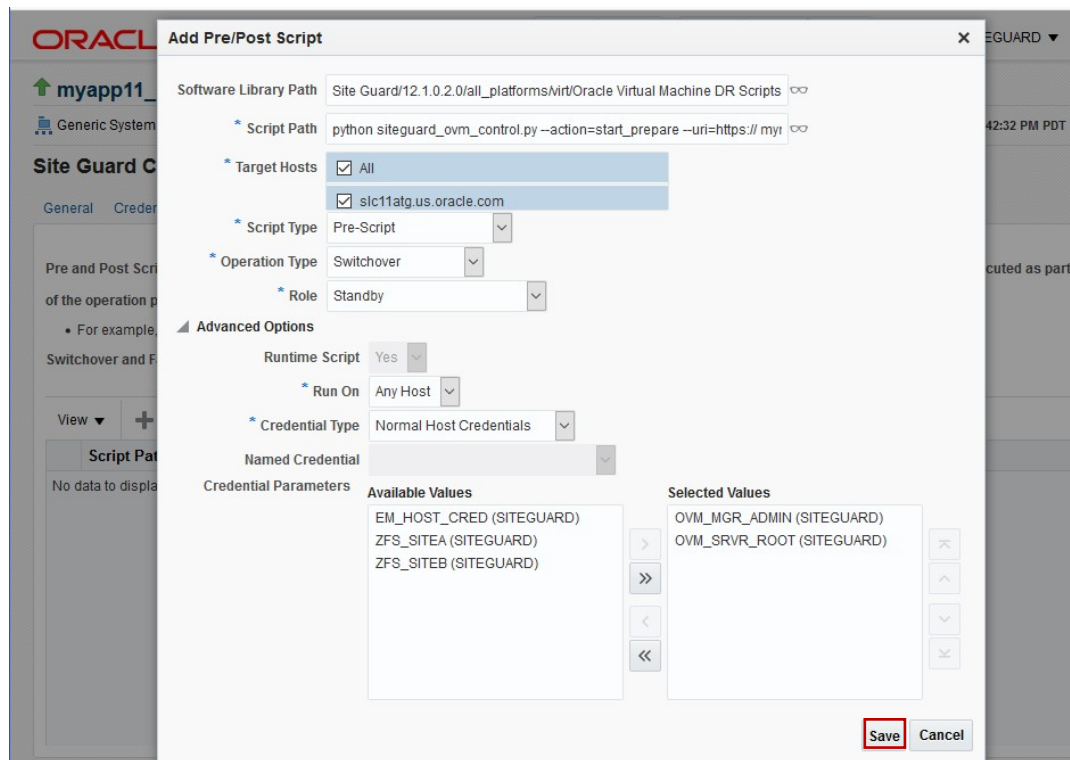 ORACL
Add Pre/Post Script
EGUARD
myapp11_
Software Library Path Site Guard/12.1.0.2.0/all_platforms/virt/Oracle Virtual Machine DR Scripts
Generic System
* Script Path python siteguard_ovm_control.py --action=start_prepare --uri=https:// myr
42:32 PM PDT
Site Guard C
* Target Hosts All
slc11atg.us.oracle.com
General Creder
* Script Type Pre-Script
* Operation Type Switchover
Pre and Post Scri
cuted as part
of the operation p
* Role Standby
• For example,
Advanced Options
Switchover and F
Runtime Script Yes
* Run On Any Host
View
* Credential Type Normal Host Credentials
Script Pat
Named Credential
No data to displa
Credential Parameters
Available Values
Selected Values
EM_HOST_CRED (SITEGUARD)
OVM_MGR_ADMIN (SITEGUARD)
ZFS_SITEA (SITEGUARD)
OVM_SRVR_ROOT (SITEGUARD)
ZFS_SITEB (SITEGUARD)
Save Cancel